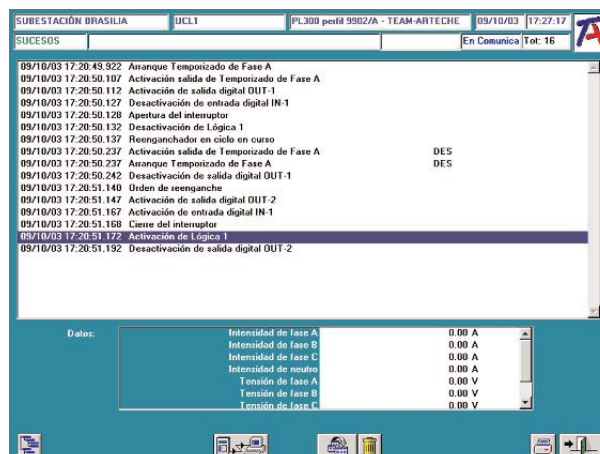 SUBESTACIÓN BRASILIA UCL1 PL300 perfil 9902/A - TEAM-ARTECHE 09/10/03 17:27:17
SUCESOS En Comunica Tot: 16
09/10/03 17:20:49.922 Arranque Temporizado de Fase A
09/10/03 17:20:50.107 Activación salida de Temporizado de Fase A
09/10/03 17:20:50.112 Activación de salida digital OUT-1
09/10/03 17:20:50.127 Desactivación de entrada digital IN-1
09/10/03 17:20:50.128 Apertura del interruptor
09/10/03 17:20:50.132 Desactivación de Lógica 1
09/10/03 17:20:50.137 Reenganchador en ciclo en curso
09/10/03 17:20:50.237 Activación salida de Temporizado de Fase A DES
09/10/03 17:20:50.237 Arranque Temporizado de Fase A DES
09/10/03 17:20:50.242 Desactivación de salida digital OUT-1
09/10/03 17:20:51.140 Orden de reenganche
09/10/03 17:20:51.147 Activación de salida digital OUT-2
09/10/03 17:20:51.167 Activación de entrada digital IN-1
09/10/03 17:20:51.168 Cierre del interruptor
09/10/03 17:20:51.172 Activación de Lógica 1
09/10/03 17:20:51.192 Desactivación de salida digital OUT-2
Datos: Intensidad de fase A 0.00 A
Intensidad de fase B 0.00 A
Intensidad de fase C 0.00 A
Intensidad de neutro 0.00 A
Tensión de fase A 0.00 V
Tensión de fase B 0.00 V
Tensión de fase C 0.00 V